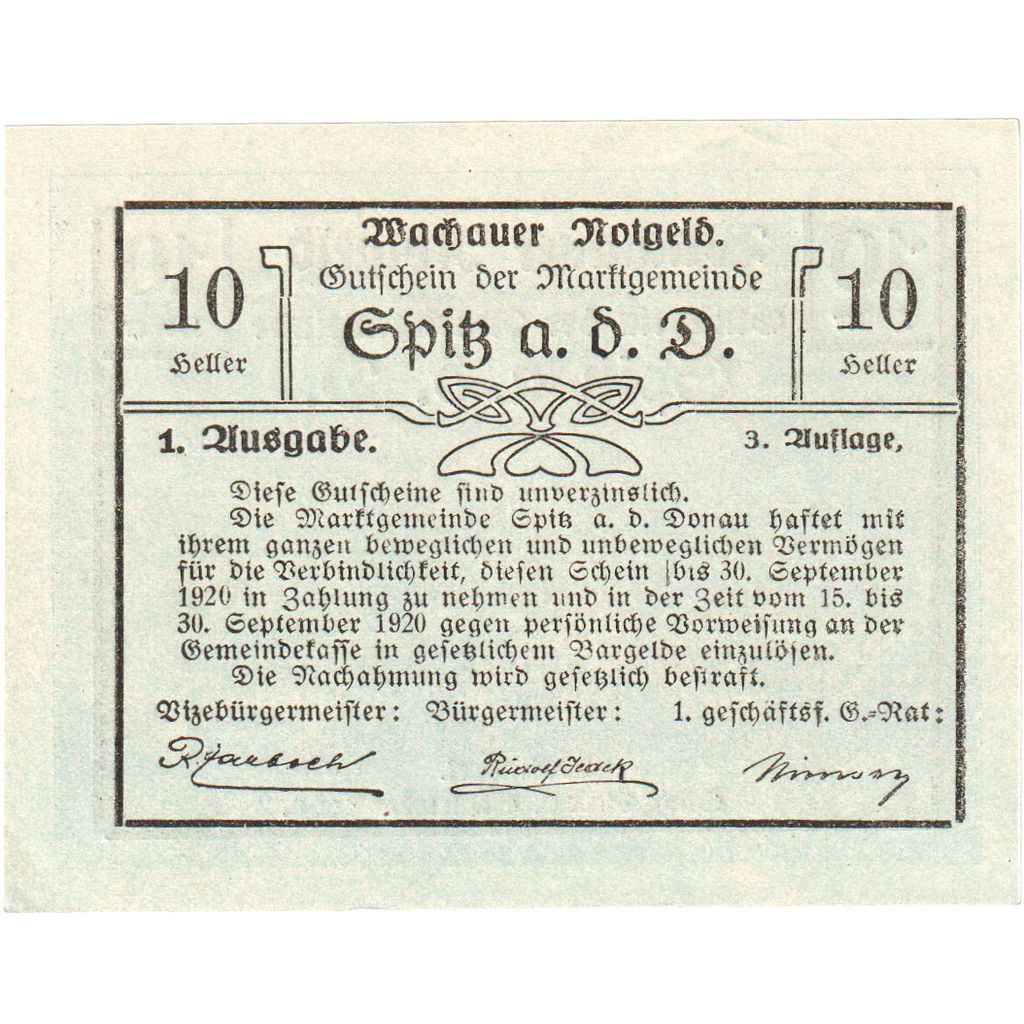 Wachauer Notgeld.
10 Heller
Gutschein der Marktgemeinde
Spitz a. d. D.
10 Heller
1. Ausgabe.
3. Auflage,
Diese Gutscheine sind unverzinslich.
Die Marktgemeinde Spitz a. d. Donau haftet mit
ihrem ganzen beweglichen und unbeweglichen Vermögen
für die Verbindlichkeit, diesen Schein bis 30. September
1920 in Zahlung zu nehmen und in der Zeit vom 15. bis
30. September 1920 gegen persönliche Vorweisung an der
Gemeindekasse in gesetzlichem Bargelde einzulösen.
Die Nachahmung wird gesetzlich bestraft.
Vizebürgermeister: Bürgermeister: 1. geschäftsf. G.-Rat:
Rudolf